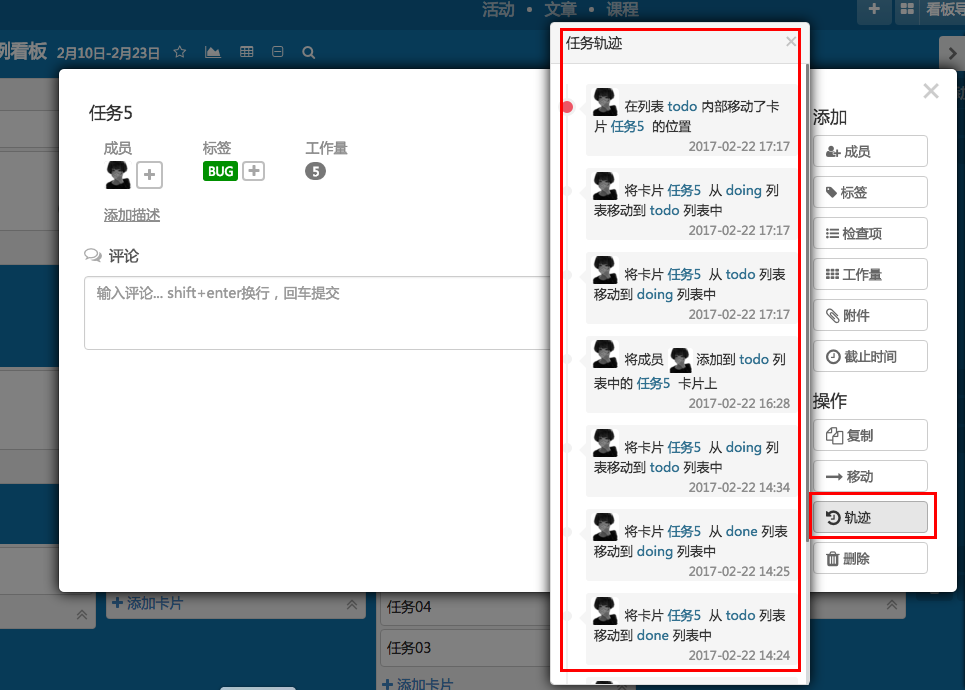 活动 • 文章 • 课程
看板导
例看板 2月10日-2月23日
任务5
成员
标签
工作量
BUG
5
添加描述
评论
输入评论... shift+enter换行，回车提交
任务轨迹
在列表 todo 内部移动了卡
片 任务5 的位置
2017-02-22 17:17
将卡片 任务5 从 doing 列
表移动到 todo 列表中
2017-02-22 17:17
将卡片 任务5 从 todo 列表
移动到 doing 列表中
2017-02-22 17:17
将成员 添加到 todo 列
表中的 任务5 卡片上
2017-02-22 16:28
将卡片 任务5 从 doing 列
表移动到 todo 列表中
2017-02-22 14:34
将卡片 任务5 从 done 列表
移动到 doing 列表中
2017-02-22 14:25
将卡片 任务5 从 todo 列表
移动到 done 列表中
2017-02-22 14:24
添加
成员
标签
检查项
工作量
附件
截止时间
操作
复制
移动
轨迹
删除
添加卡片
任务04
任务03
添加卡片